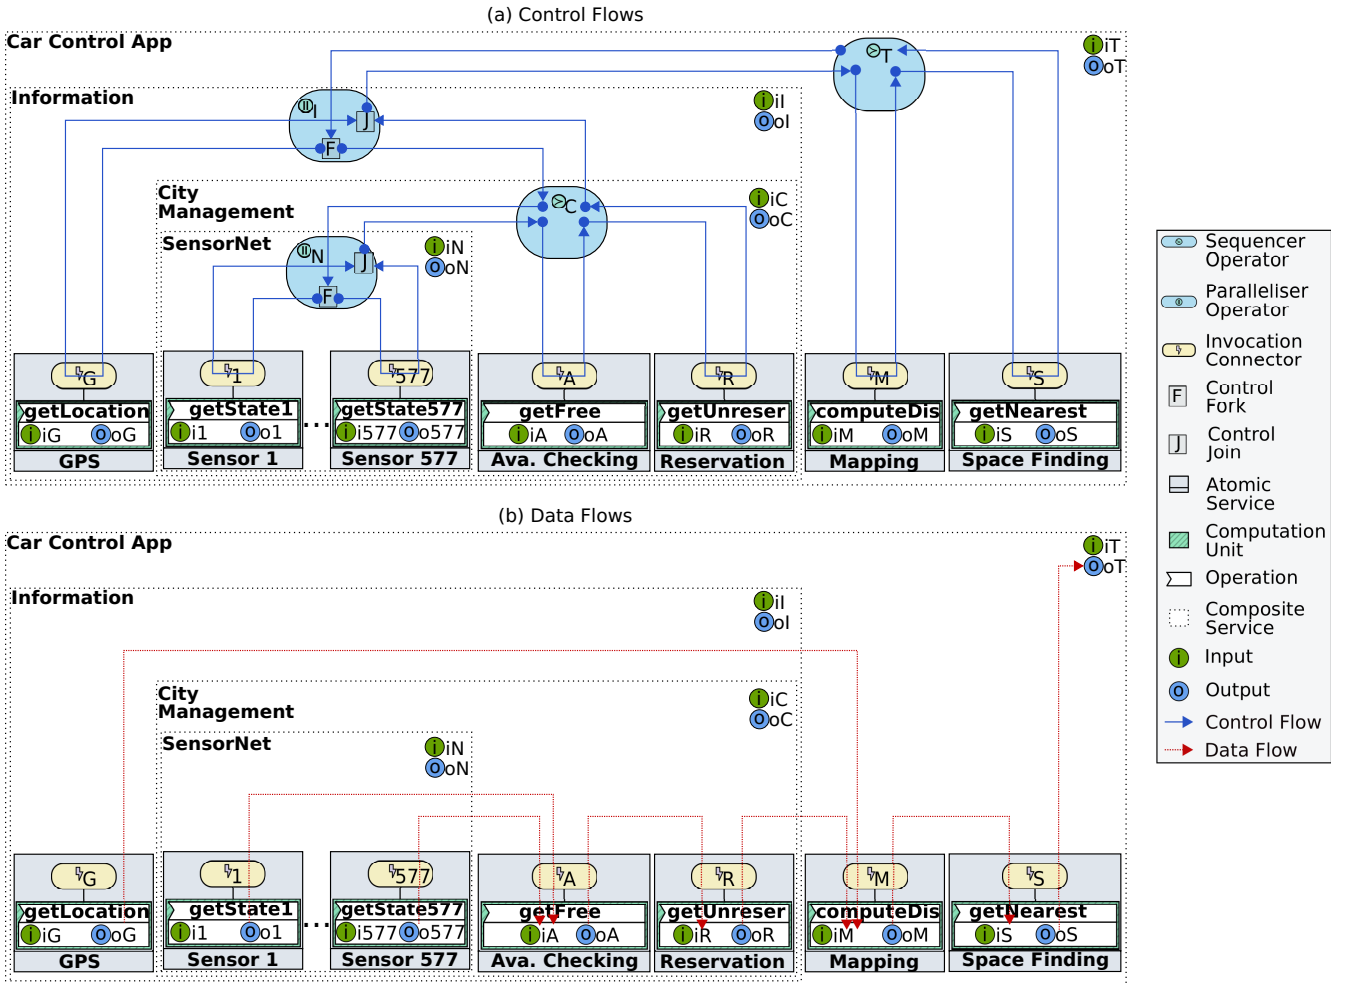 (a) Control Flows
Car Control App
T
i iT
o oT
Information
I
J
F
i iI
o oI
City
Management
C
i iC
o oC
SensorNet
N
J
F
i iN
o oN
G
1
577
A
R
M
S
getLocation
getState1
getState577
getFree
getUnreser
computeDis
getNearest
i iG o oG
i i1 o o1
...
i i577 o o577
i iA o oA
i iR o oR
i iM o oM
i iS o oS
GPS
Sensor 1
Sensor 577
Ava. Checking
Reservation
Mapping
Space Finding
(b) Data Flows
Car Control App
i iT
o oT
Information
i iI
o oI
City
Management
i iC
o oC
SensorNet
i iN
o oN
G
1
577
A
R
M
S
getLocation
getState1
getState577
getFree
getUnreser
computeDis
getNearest
i iG o oG
i i1 o o1
...
i i577 o o577
i iA o oA
i iR o oR
i iM o oM
i iS o oS
GPS
Sensor 1
Sensor 577
Ava. Checking
Reservation
Mapping
Space Finding
Sequencer
Operator
Paralleliser
Operator
Invocation
Connector
F
Control
Fork
J
Control
Join
Atomic
Service
Computation
Unit
Operation
Composite
Service
i Input
o Output
Control Flow
Data Flow